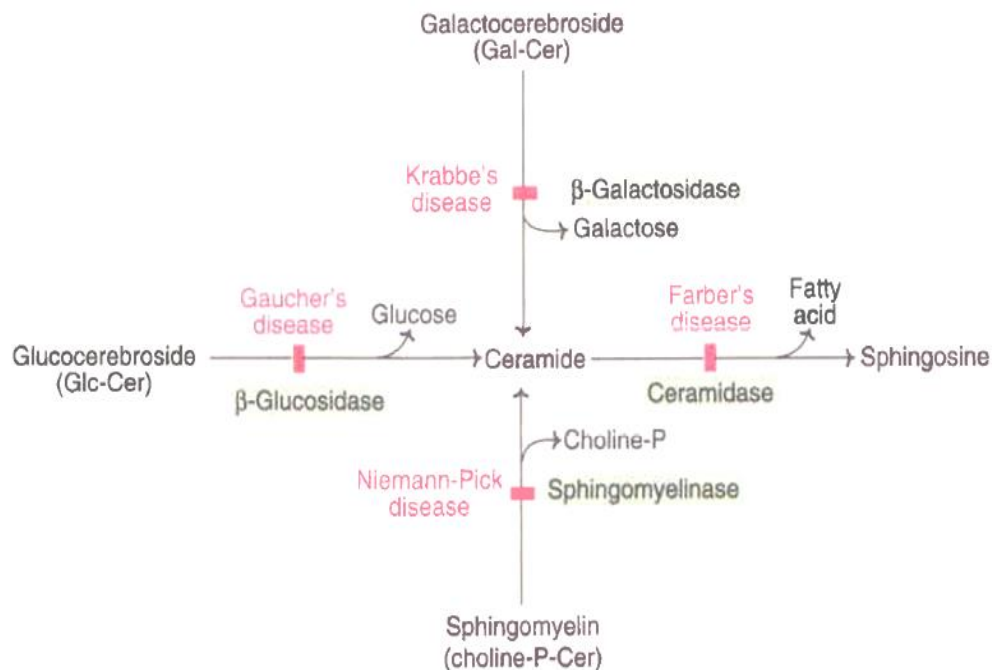 Galactocerebroside
(Gal-Cer)
Krabbe's
disease
β-Galactosidase
Galactose
Gaucher's
disease
Glucose
Farber's
disease
Fatty
acid
Glucocerebroside
(Glc-Cer)
Ceramide
Sphingosine
β-Glucosidase
Ceramidase
Choline-P
Niemann-Pick
disease
Sphingomyelinase
Sphingomyelin
(choline-P-Cer)